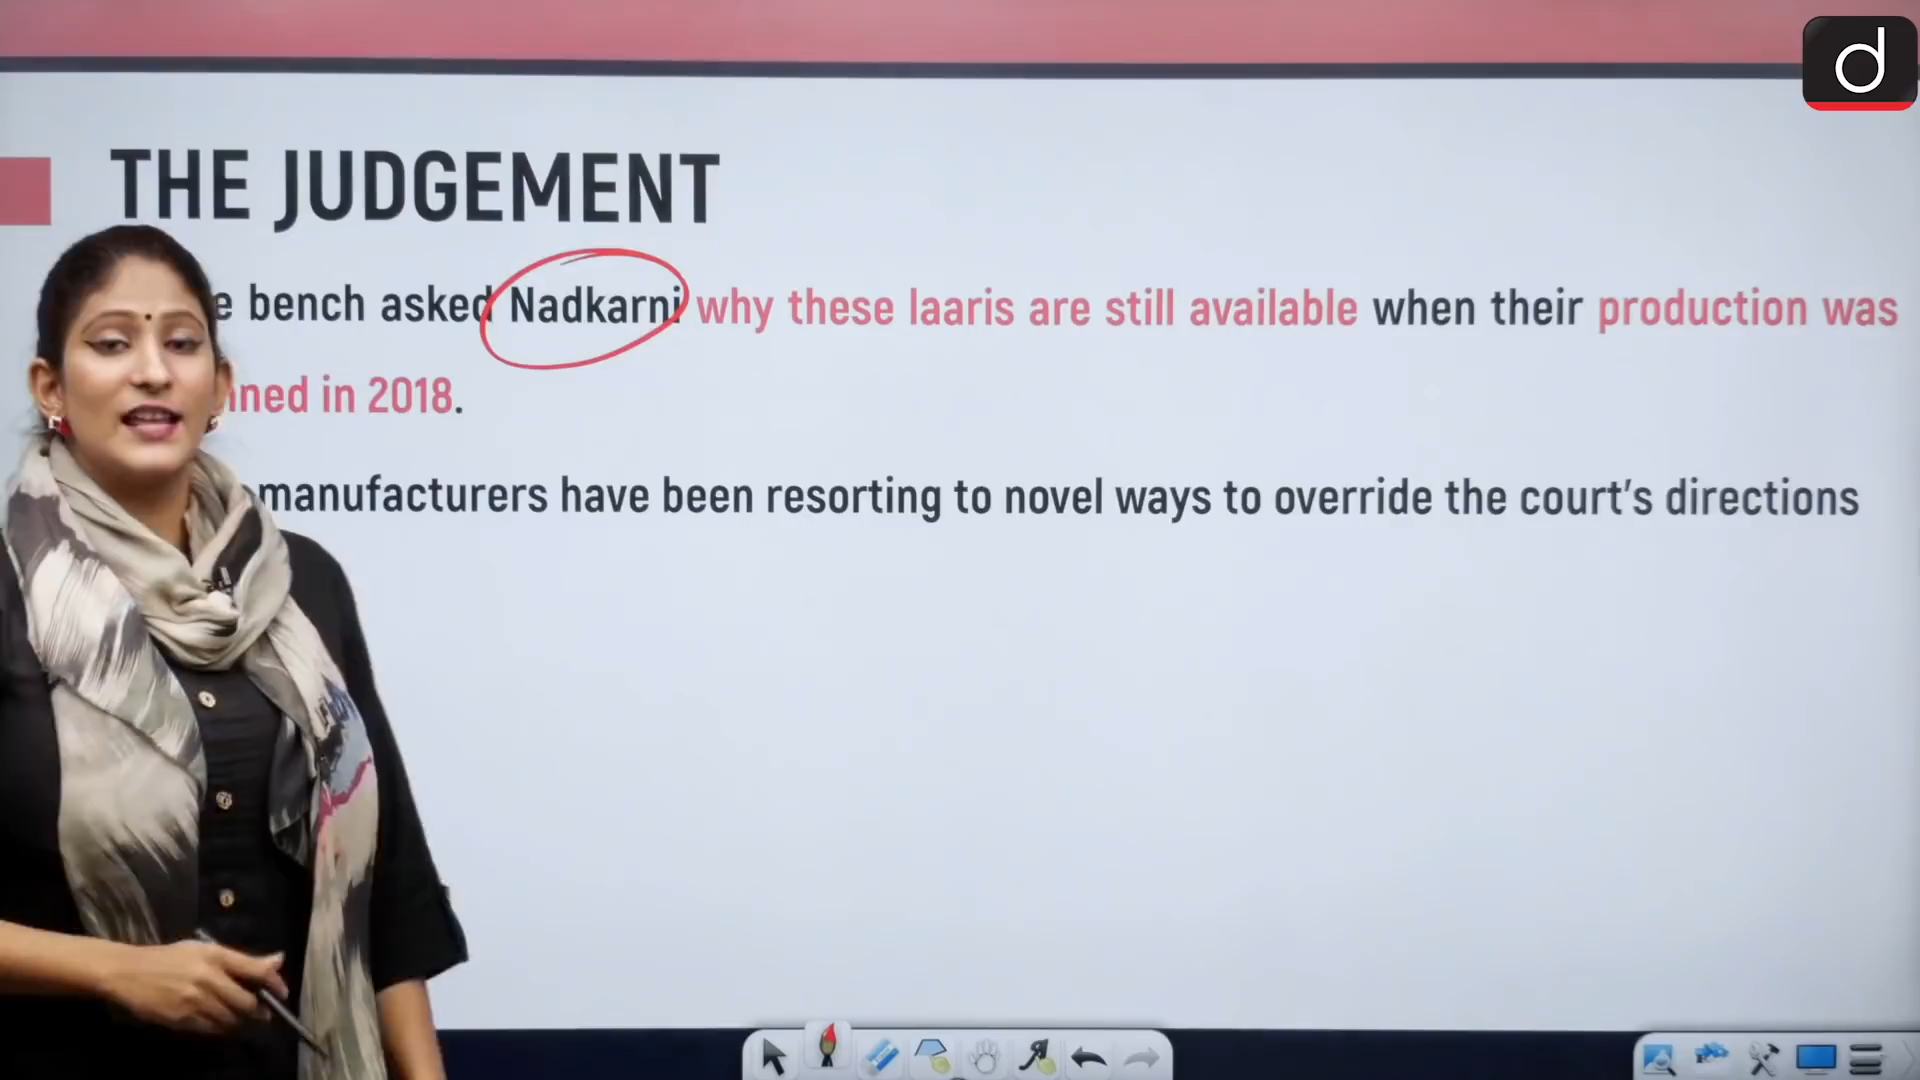 THE JUDGEMENT
bench asked Nadkarni why these laaris are still available when their production was
in 2018.
manufacturers have been resorting to novel ways to override the court's directions
d